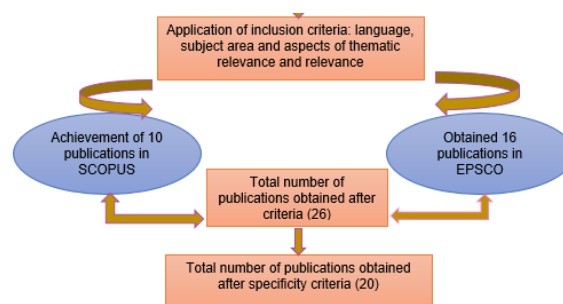 Application of inclusion criteria: language,
subject area and aspects of thematic
relevance and relevance
Achievement of 10
publications in
SCOPUS
Obtained 16
publications in
EPSCO
Total number of
publications obtained after
criteria (26)
Total number of publications obtained
after specificity criteria (20)